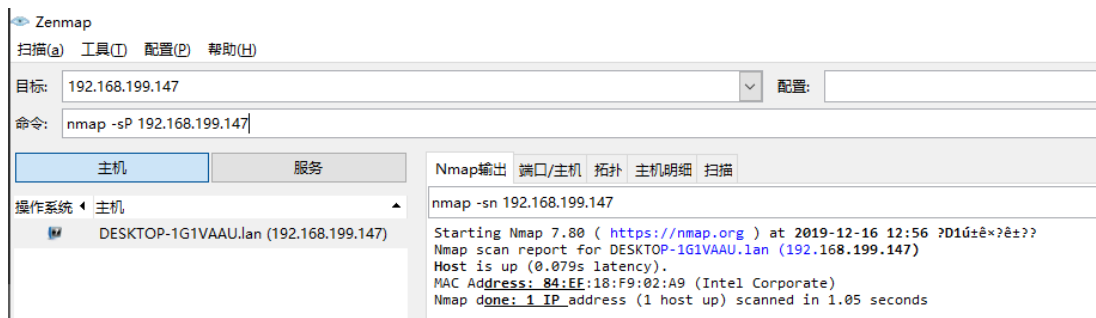 Zenmap
扫描(a) 工具(T) 配置(P) 帮助(H)
目标: 192.168.199.147 配置:
命令: nmap -sP 192.168.199.147
主机 服务
Nmap输出 端口/主机 拓扑 主机明细 扫描
操作系统 主机
nmap -sn 192.168.199.147
DESKTOP-1G1VAAU.lan (192.168.199.147)
Starting Nmap 7.80 ( https://nmap.org ) at 2019-12-16 12:56 ?D1ú±ê×?ê±??
Nmap scan report for DESKTOP-1G1VAAU.lan (192.168.199.147)
Host is up (0.079s latency).
MAC Address: 84:EF:18:F9:02:A9 (Intel Corporate)
Nmap done: 1 IP address (1 host up) scanned in 1.05 seconds